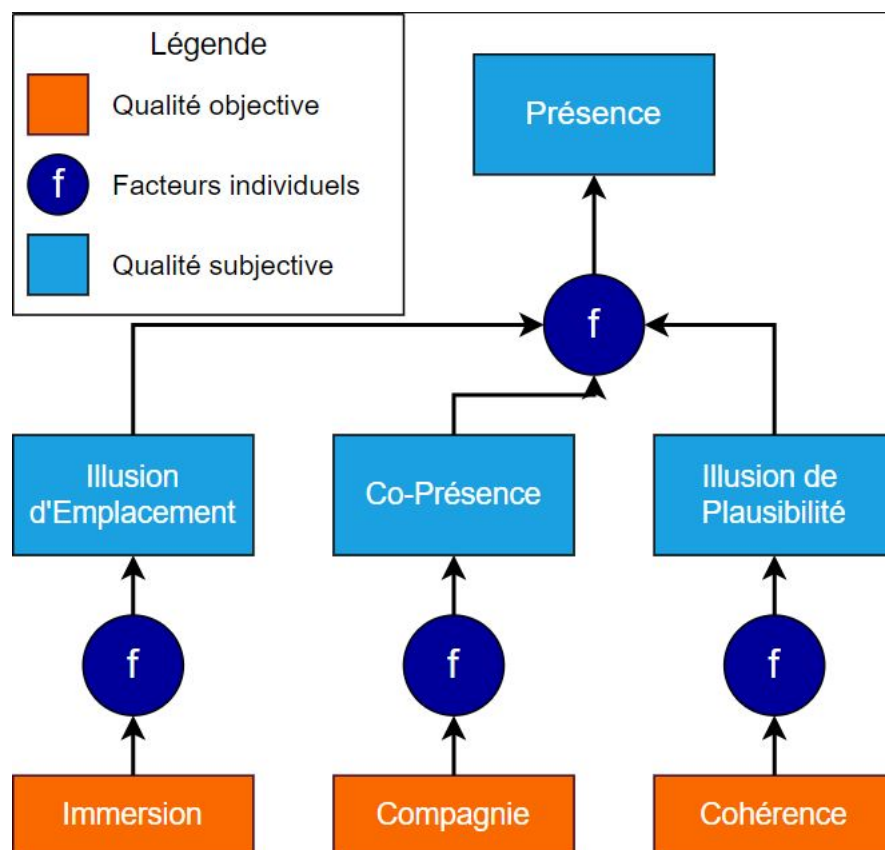 Légende
Qualité objective
f
Facteurs individuels
Qualité subjective
Présence
f
Illusion
d'Emplacement
Co-Présence
Illusion de
Plausibilité
f
f
f
Immersion
Compagnie
Cohérence